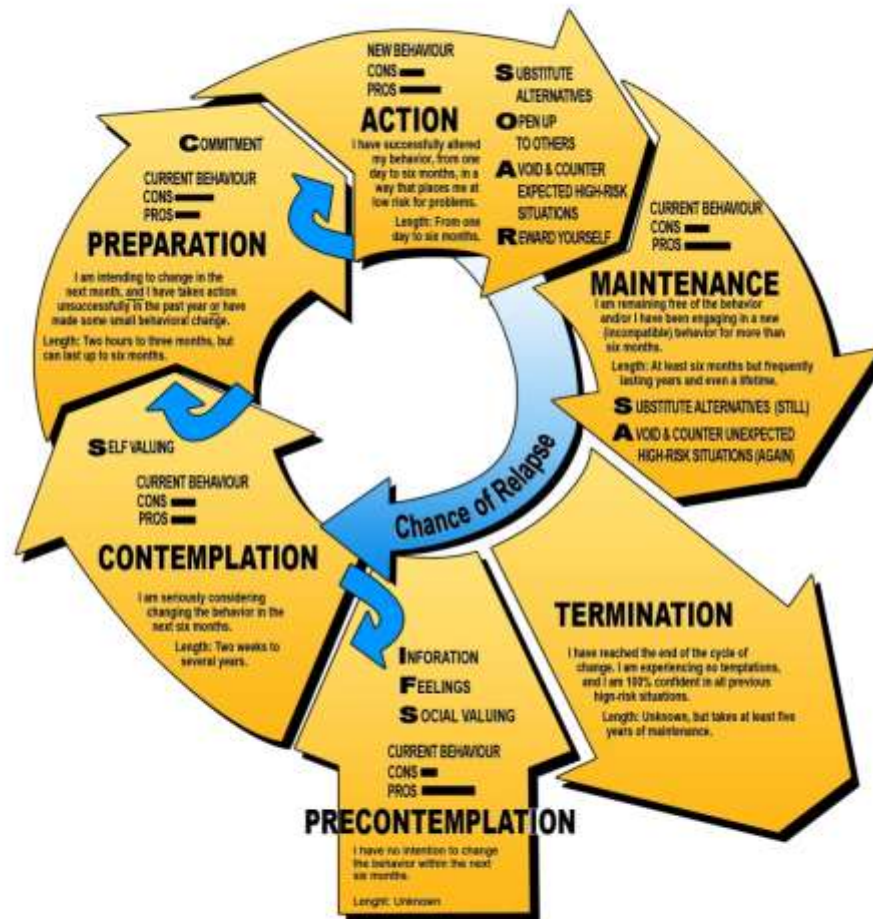 NEW BEHAVIOUR
CONS
PROS
ACTION
I have successfully altered
my behavior, from one
day to six months, in a
way that places me at
low risk for problems.
Length: From one
day to six months.
SUBSTITUTE
ALTERNATIVES
OPEN UP
TO OTHERS
AVOID & COUNTER
EXPECTED HIGH-RISK
SITUATIONS
REWARD YOURSELF
COMMITMENT
CURRENT BEHAVIOUR
CONS
PROS
PREPARATION
I am intending to change in the
next month, and I have taken action
unsuccessfully in the past year or have
made some small behavioral change.
Length: Two hours to three months, but
can last up to six months.
CURRENT BEHAVIOUR
CONS
PROS
MAINTENANCE
I am remaining free of the behavior
and/or I have been engaging in a new
(incompatible) behavior for more than
six months.
Length: At least six months but frequently
lasting years and even a lifetime.
SUBSTITUTE ALTERNATIVES (STILL)
AVOID & COUNTER UNEXPECTED
HIGH-RISK SITUATIONS (AGAIN)
SELF VALUING
CURRENT BEHAVIOUR
CONS
PROS
CONTEMPLATION
I am seriously considering
changing the behavior in the
next six months.
Length: Two weeks to
several years.
Chance of Relapse
TERMINATION
I have reached the end of the cycle of
change. I am experiencing no temptations,
and I am 100% confident in all previous
high-risk situations.
Length: Unknown, but takes at least five
years of maintenance.
INFORATION
FEELINGS
SOCIAL VALUING
CURRENT BEHAVIOUR
CONS
PROS
PRECONTEMPLATION
I have no intention to change
the behavior within the next
six months.
Lenght: Unknown